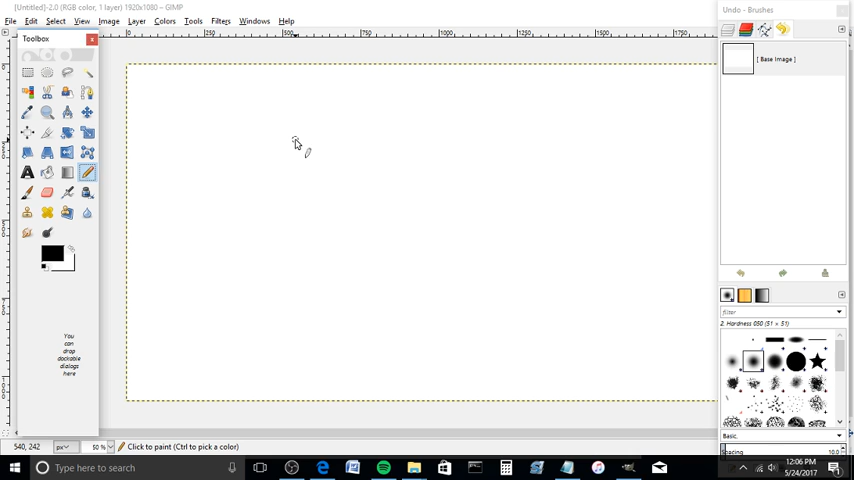 [Untitled]-2.0 (RGB color, 1 layer) 1920x1080 – GIMP
Undo - Brushes
File Edit Select View Image Layer Colors Tools Filters Windows Help
Toolbox
0 250 500 750 1000 1250 1500 1750
[ Base Image ]
You
can
drop
dockable
dialogs
here
filter
2. Hardness 050 (51 × 51)
Basic,
Spacing 10.0
540, 242 px 50 % Click to paint (Ctrl to pick a color)
Type here to search
12:06 PM
5/24/2017